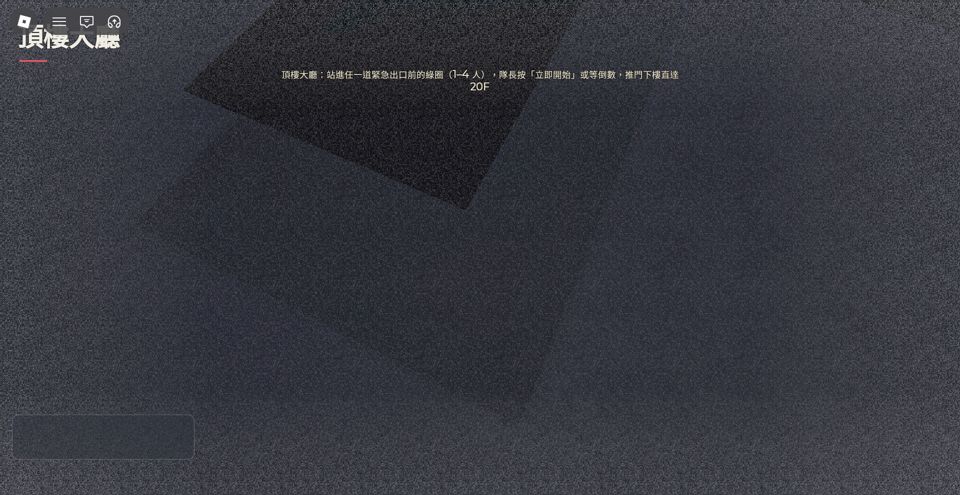 頂樓大廳
頂樓大廳：站進任一道緊急出口前的綠圈（1–4 人），隊長按「立即開始」或等倒數，推門下樓直達
20F